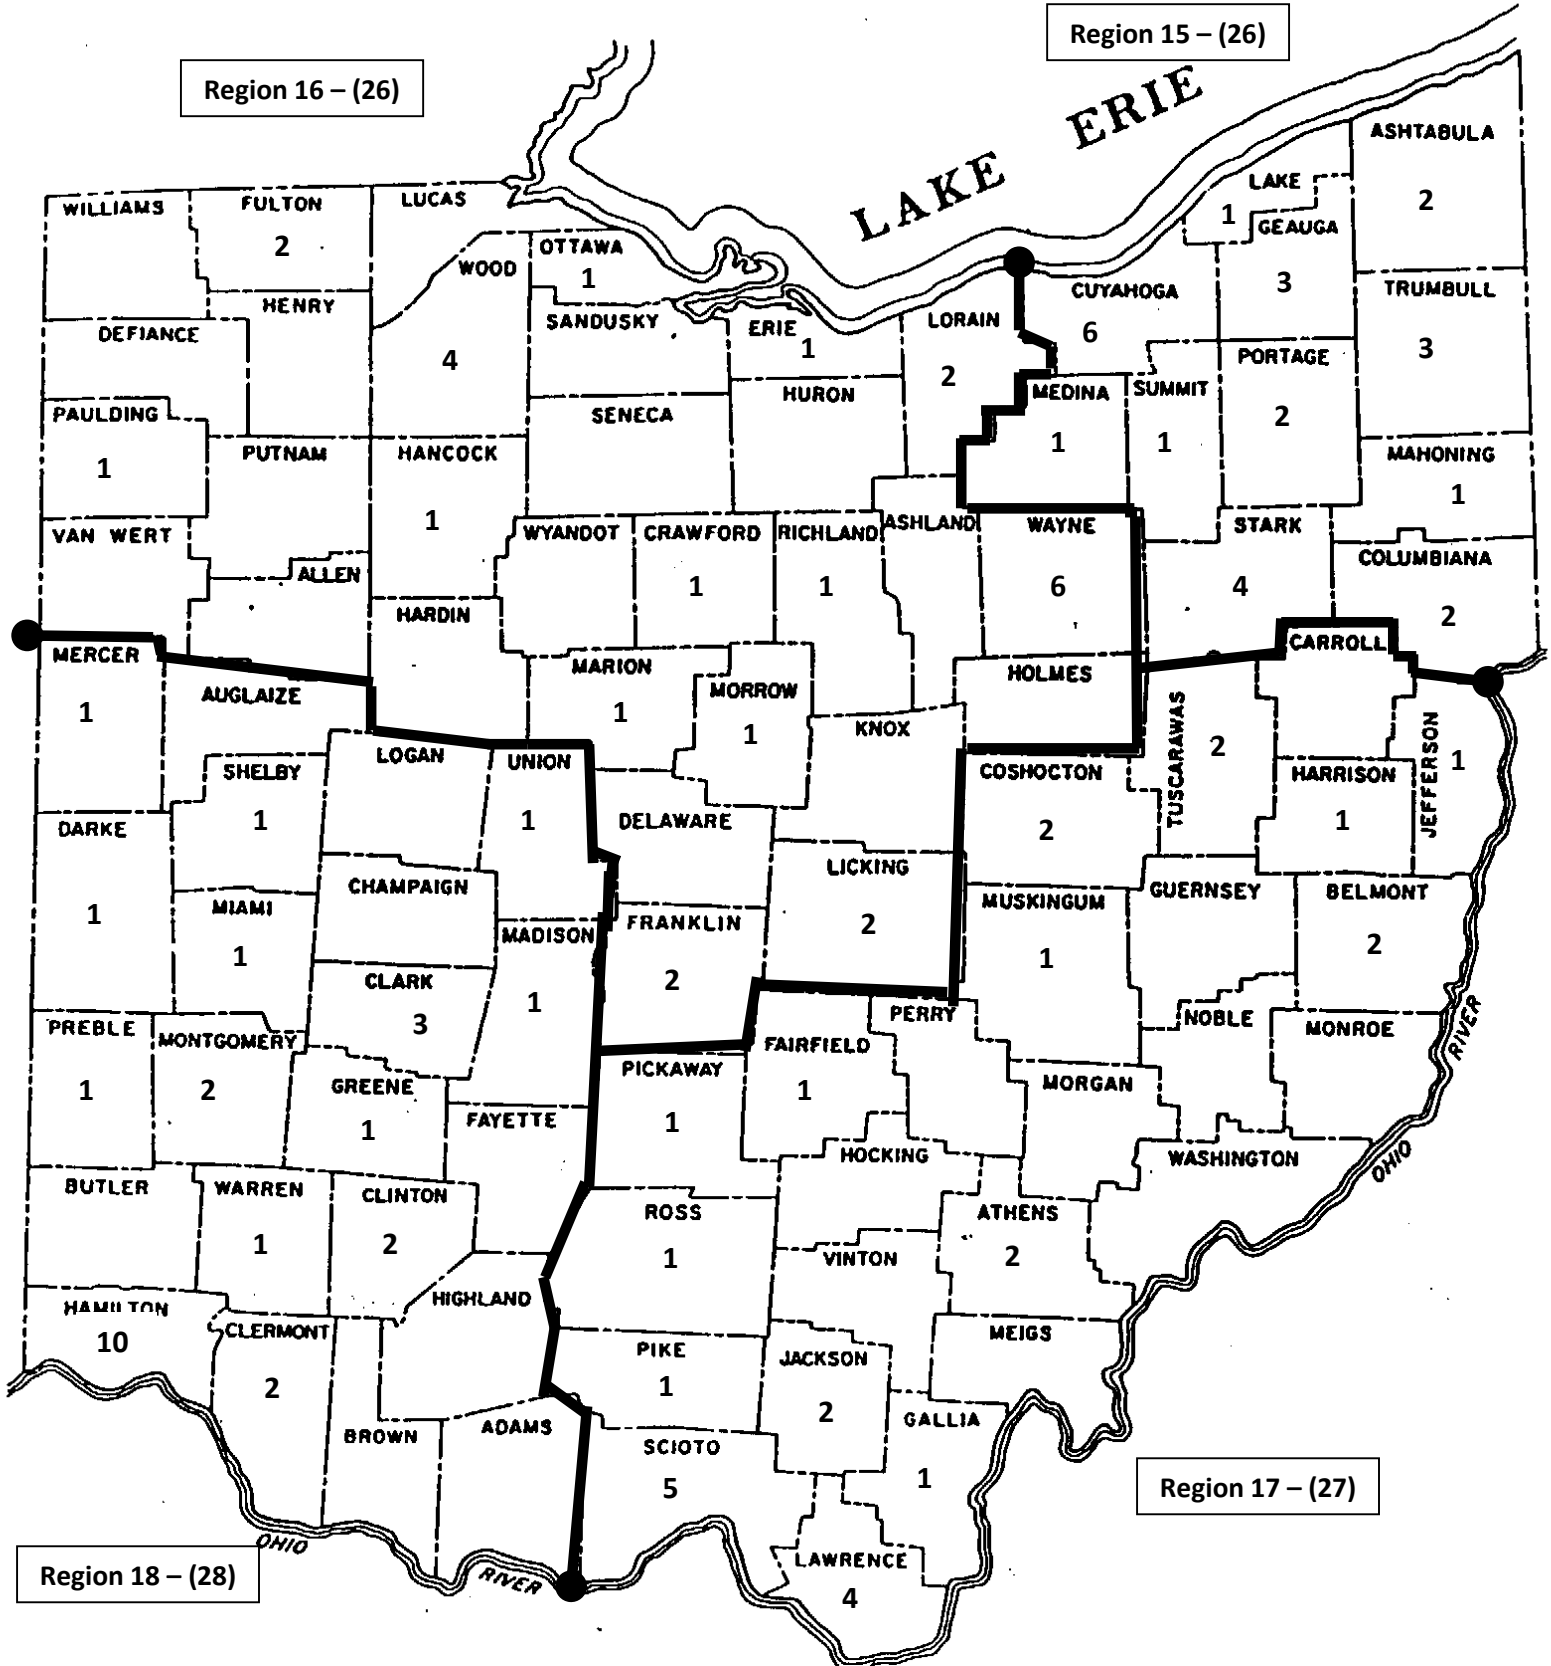 Region 15 – (26)
Region 16 – (26)
LAKE ERIE
ASHTABULA
2
LAKE
1
GEAUGA
3
WILLIAMS
FULTON
2
LUCAS
WOOD
4
OTTAWA
1
HENRY
DEFIANCE
SANDUSKY
ERIE
1
LORAIN
2
CUYAHOGA
6
TRUMBULL
3
PORTAGE
2
PAULDING
1
SENECA
HURON
MEDINA
1
SUMMIT
1
PUTNAM
HANCOCK
1
MAHONING
1
VAN WERT
ALLEN
WYANDOT
CRAWFORD
1
RICHLAND
1
ASHLAND
WAYNE
6
STARK
4
COLUMBIANA
2
HARDIN
MERCER
1
AUGLAIZE
MARION
1
MORROW
1
KNOX
HOLMES
CARROLL
TUSCARAWAS
2
JEFFERSON
1
LOGAN
UNION
1
SHELBY
1
COSHOCTON
2
HARRISON
1
DARKE
1
DELAWARE
LICKING
2
CHAMPAIGN
MIAMI
1
MUSKINGUM
1
GUERNSEY
BELMONT
2
FRANKLIN
2
MADISON
1
CLARK
3
PREBLE
1
MONTGOMERY
2
PERRY
NOBLE
MONROE
FAIRFIELD
1
PICKAWAY
1
GREENE
1
MORGAN
FAYETTE
HOCKING
WASHINGTON
OHIO RIVER
BUTLER
WARREN
1
CLINTON
2
ROSS
1
ATHENS
2
VINTON
HIGHLAND
HAMILTON
10
CLERMONT
2
MEIGS
PIKE
1
JACKSON
2
BROWN
ADAMS
SCIOTO
5
GALLIA
1
Region 17 – (27)
OHIO RIVER
LAWRENCE
4
Region 18 – (28)